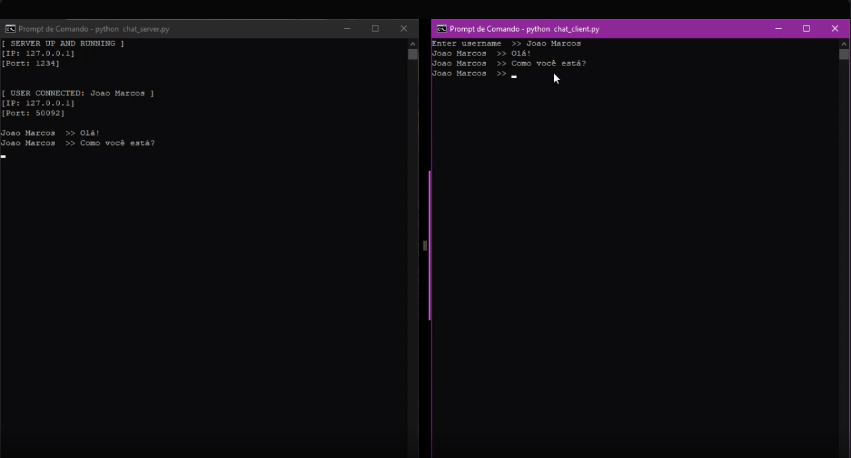 Prompt de Comando - python chat_server.py
[ SERVER UP AND RUNNING ]
[IP: 127.0.0.1]
[Port: 1234]
[ USER CONNECTED: Joao Marcos ]
[IP: 127.0.0.1]
[Port: 50092]
Joao Marcos >> Olá!
Joao Marcos >> Como você está?
Prompt de Comando - python chat_client.py
Enter username >> Joao Marcos
Joao Marcos >> Olá!
Joao Marcos >> Como você está?
Joao Marcos >>